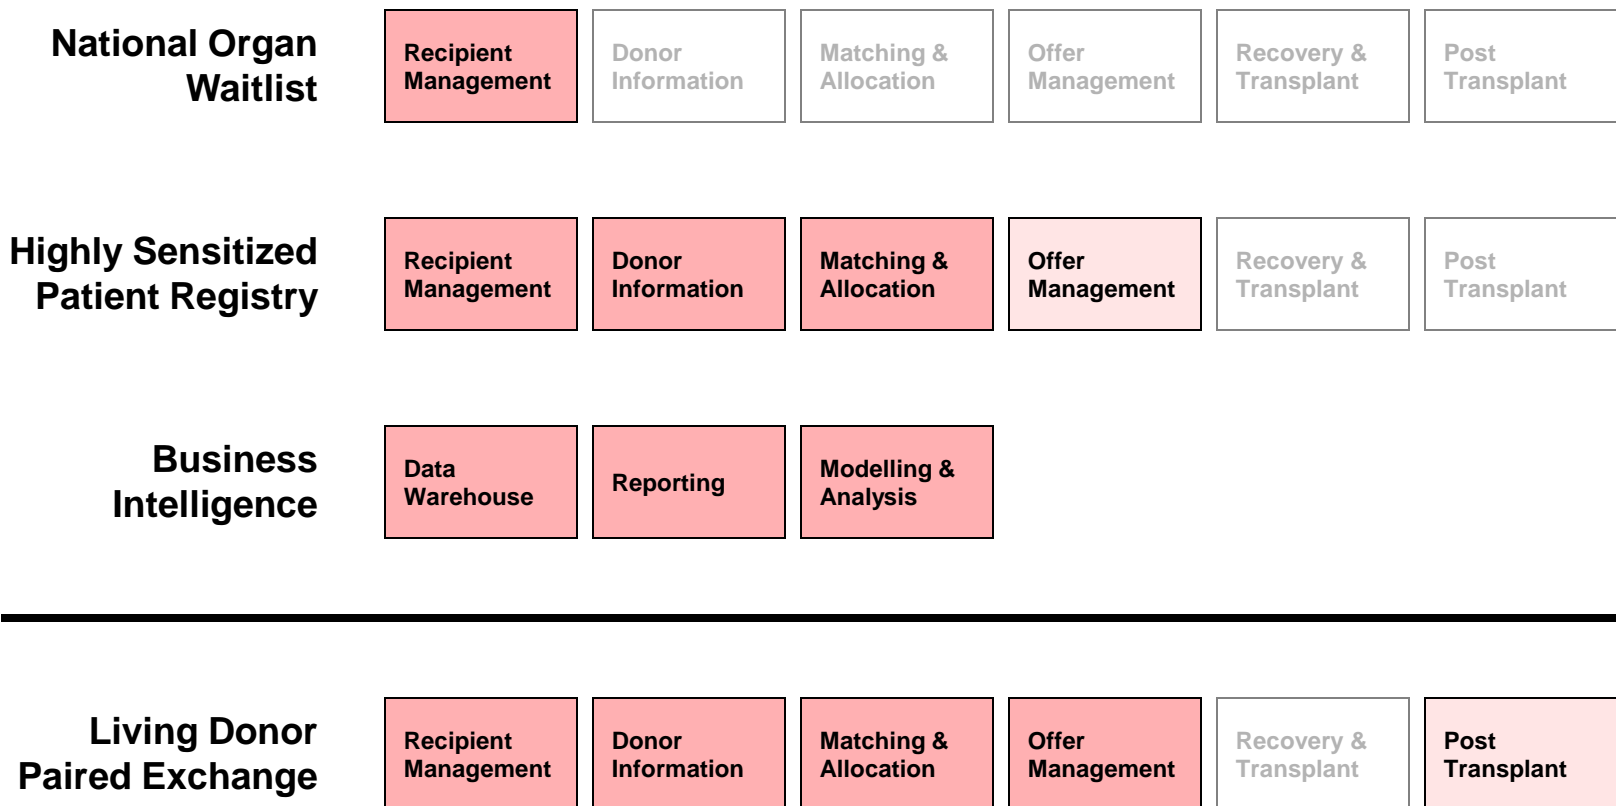 National Organ
Waitlist
Recipient
Management
Donor
Information
Matching &
Allocation
Offer
Management
Recovery &
Transplant
Post
Transplant
Highly Sensitized
Patient Registry
Recipient
Management
Donor
Information
Matching &
Allocation
Offer
Management
Recovery &
Transplant
Post
Transplant
Business
Intelligence
Data
Warehouse
Reporting
Modelling &
Analysis
Living Donor
Paired Exchange
Recipient
Management
Donor
Information
Matching &
Allocation
Offer
Management
Recovery &
Transplant
Post
Transplant